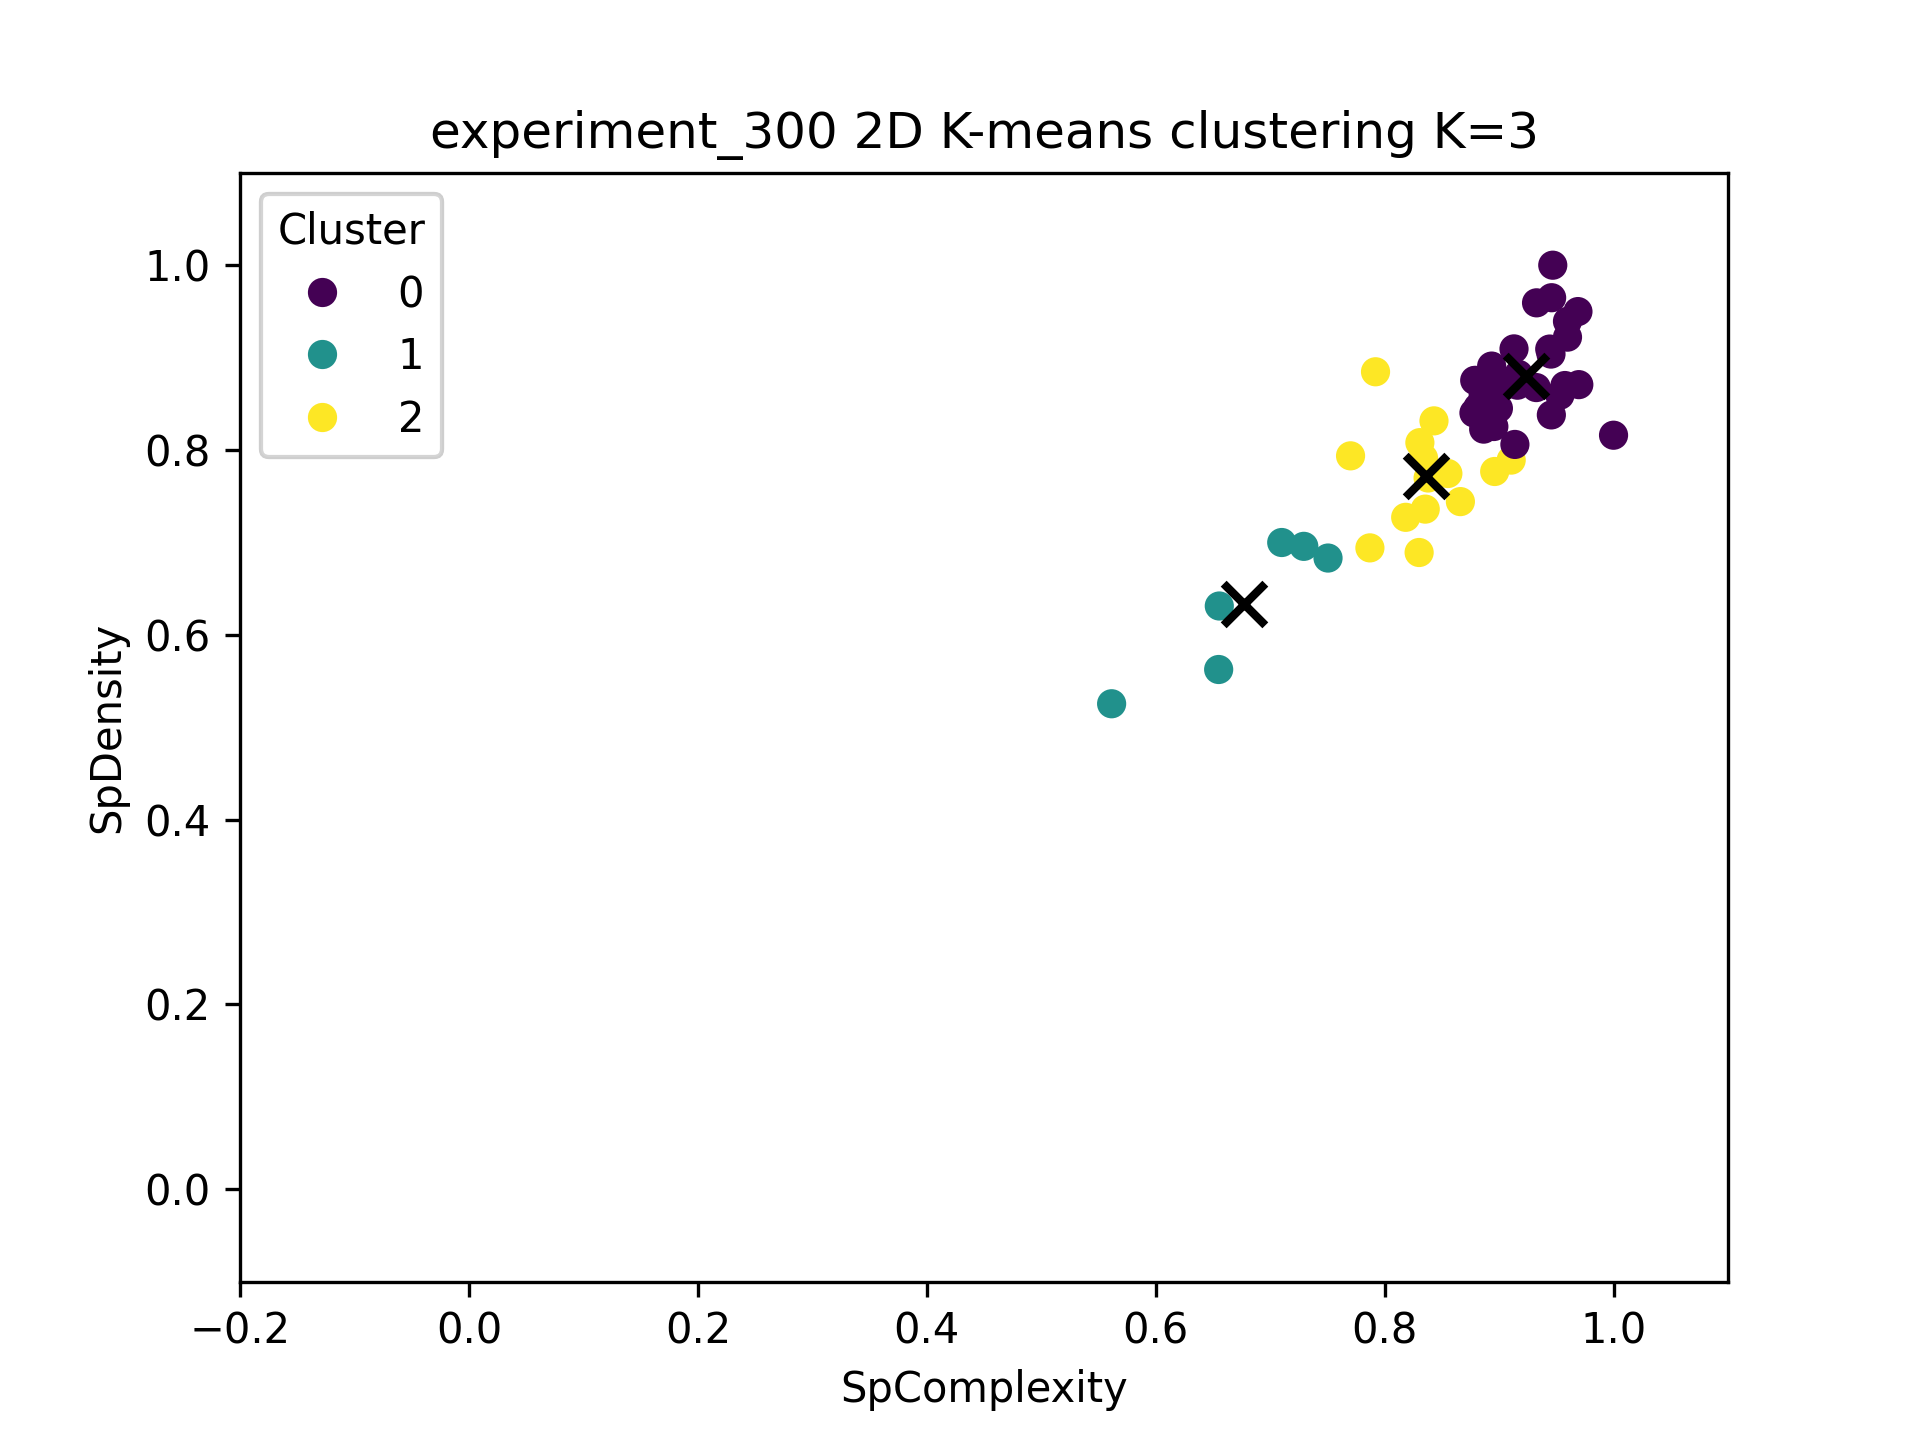 experiment_300 2D K-means clustering K=3
Cluster
0
1
2
1.0
0.8
0.6
0.4
0.2
0.0
SpDensity
−0.2 0.0 0.2 0.4 0.6 0.8 1.0
SpComplexity